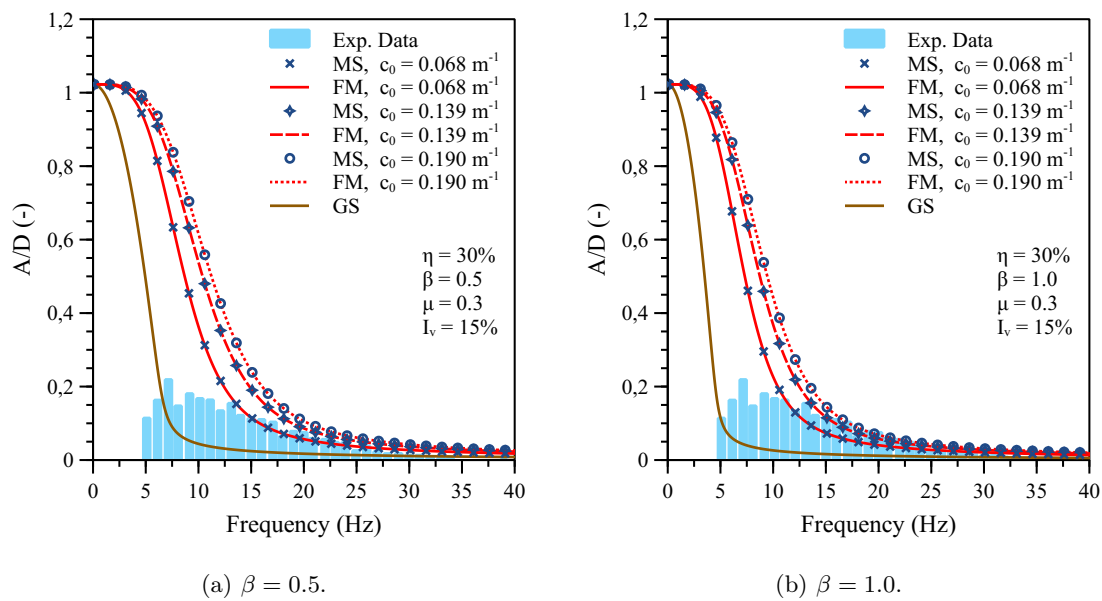 1,2
1
0,8
0,6
0,4
0,2
0
A/D (-)
0 5 10 15 20 25 30 35 40
Frequency (Hz)
Exp. Data
MS, c₀ = 0.068 m⁻¹
FM, c₀ = 0.068 m⁻¹
MS, c₀ = 0.139 m⁻¹
FM, c₀ = 0.139 m⁻¹
MS, c₀ = 0.190 m⁻¹
FM, c₀ = 0.190 m⁻¹
GS
η = 30%
β = 0.5
μ = 0.3
Iᵥ = 15%
(a) β = 0.5.
1,2
1
0,8
0,6
0,4
0,2
0
A/D (-)
0 5 10 15 20 25 30 35 40
Frequency (Hz)
Exp. Data
MS, c₀ = 0.068 m⁻¹
FM, c₀ = 0.068 m⁻¹
MS, c₀ = 0.139 m⁻¹
FM, c₀ = 0.139 m⁻¹
MS, c₀ = 0.190 m⁻¹
FM, c₀ = 0.190 m⁻¹
GS
η = 30%
β = 1.0
μ = 0.3
Iᵥ = 15%
(b) β = 1.0.